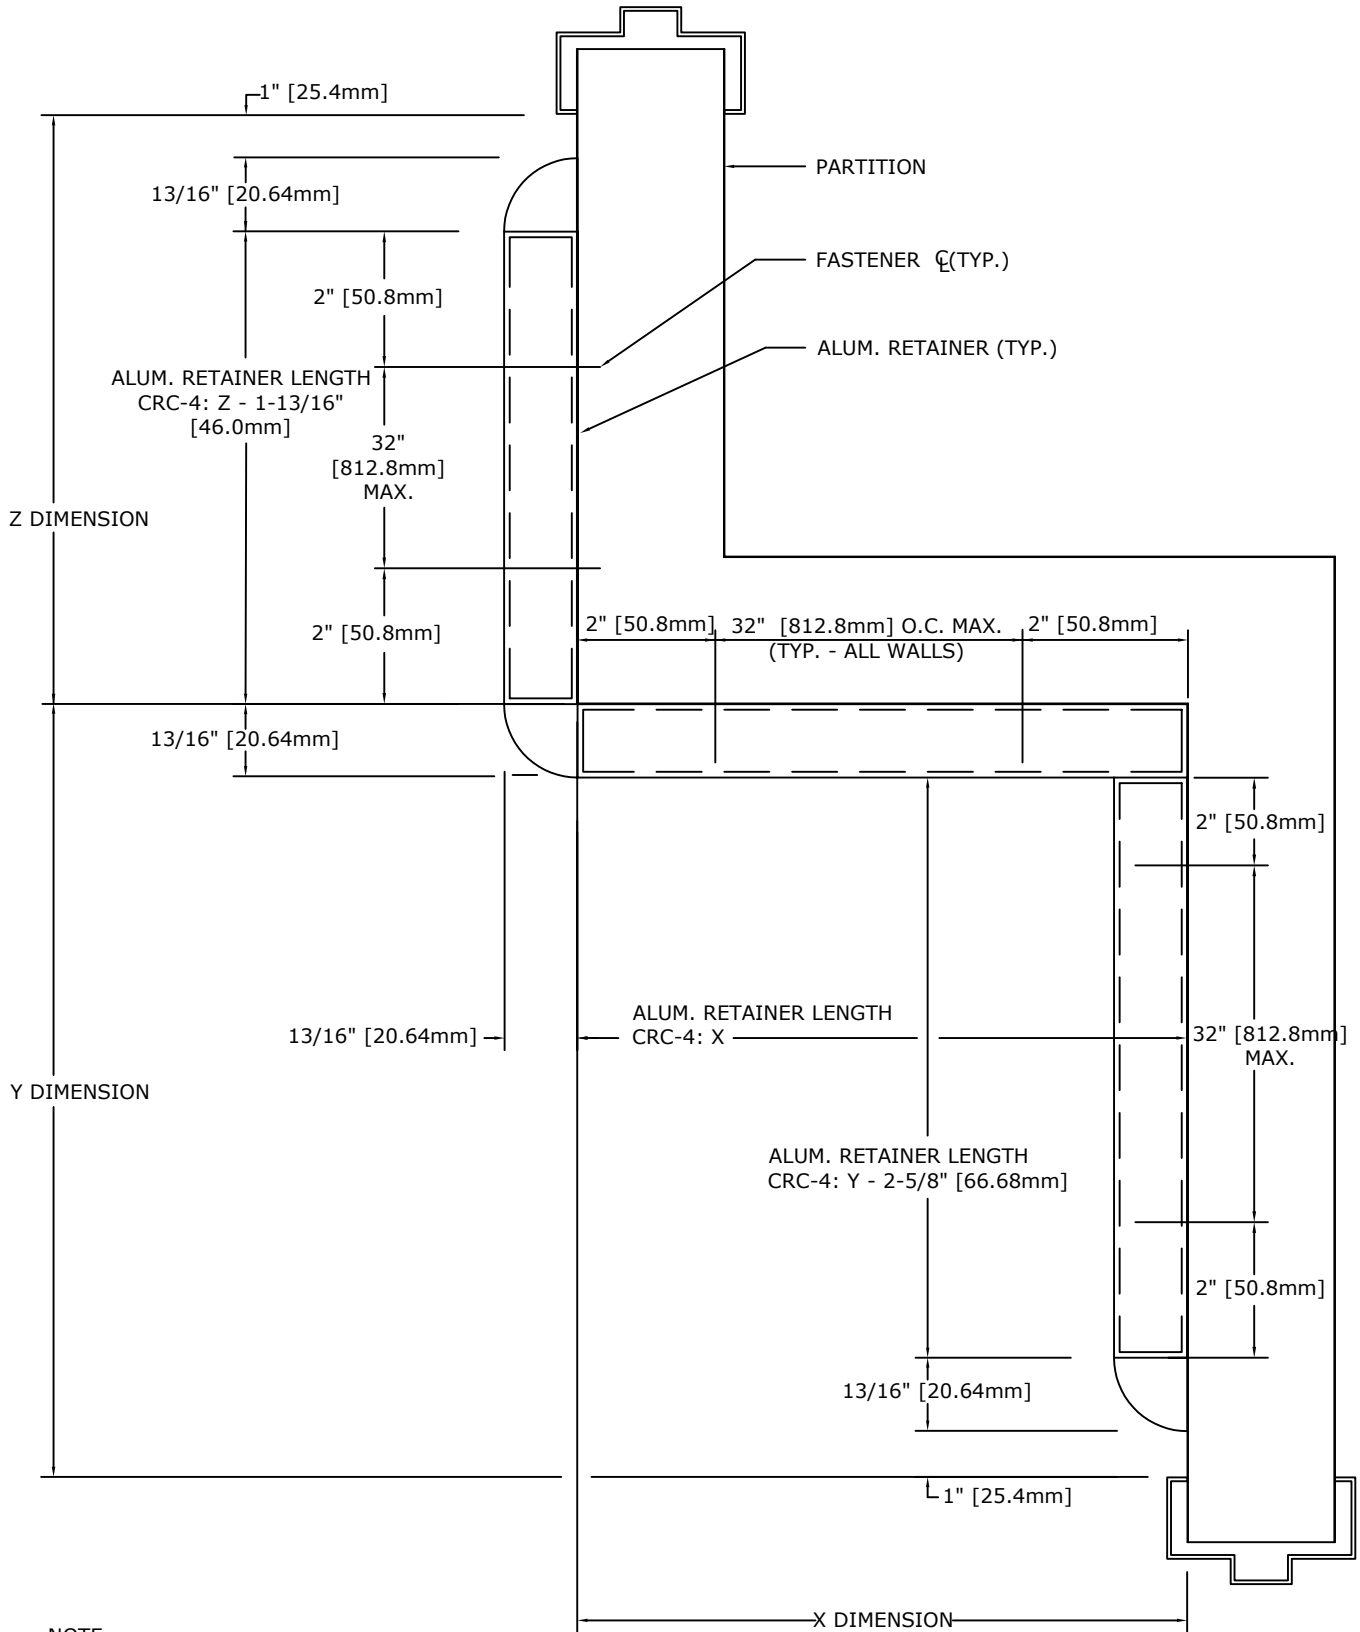 1" [25.4mm]
PARTITION
13/16" [20.64mm]
FASTENER ℄(TYP.)
2" [50.8mm]
ALUM. RETAINER (TYP.)
ALUM. RETAINER LENGTH
CRC-4: Z - 1-13/16"
[46.0mm]
32"
[812.8mm]
MAX.
Z DIMENSION
2" [50.8mm]
2" [50.8mm]
32" [812.8mm] O.C. MAX.
(TYP. - ALL WALLS)
2" [50.8mm]
13/16" [20.64mm]
2" [50.8mm]
ALUM. RETAINER LENGTH
CRC-4: X
13/16" [20.64mm]
32" [812.8mm]
MAX.
Y DIMENSION
ALUM. RETAINER LENGTH
CRC-4: Y - 2-5/8" [66.68mm]
2" [50.8mm]
13/16" [20.64mm]
1" [25.4mm]
X DIMENSION